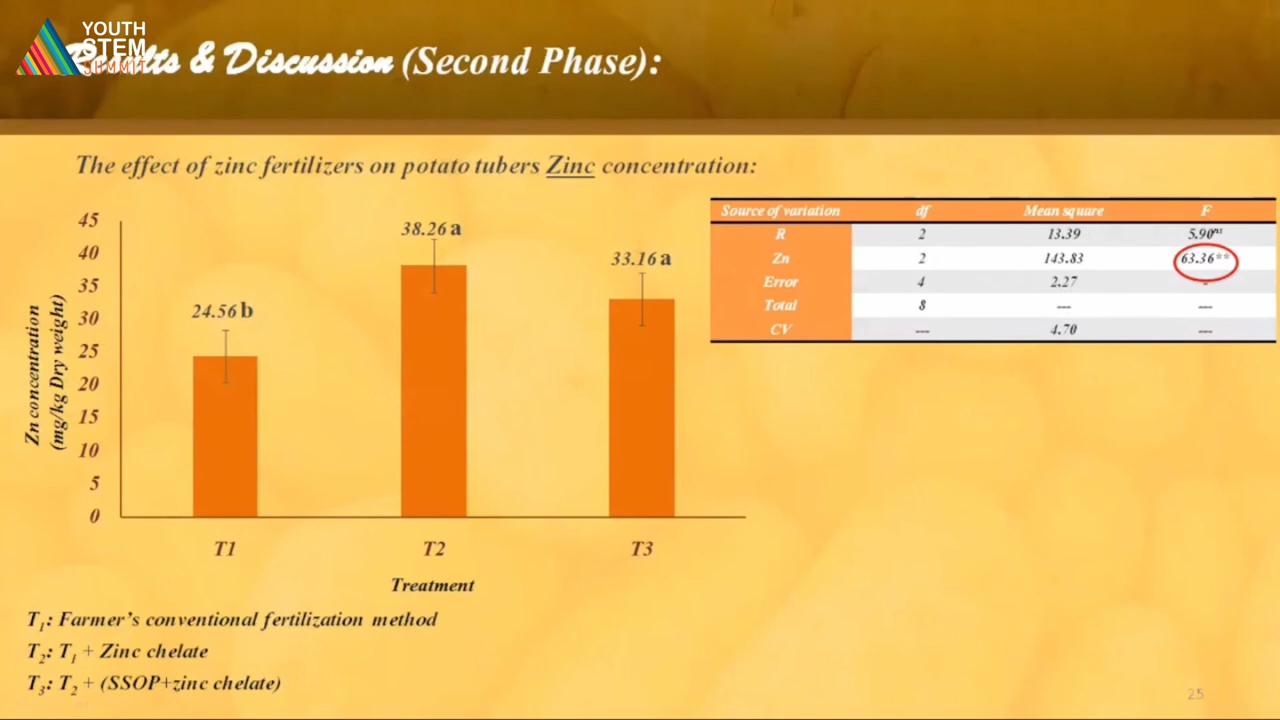 YOUTH
STEM
SUMMIT
& Discussion (Second Phase):
The effect of zinc fertilizers on potato tubers Zinc concentration:
Source of variation df Mean square F
R 2 13.39 5.90ns
Zn 2 143.83 63.36**
Error 4 2.27 -
Total 8 --- ---
CV --- 4.70 ---
Zn concentration
(mg/kg Dry weight)
45
40
35
30
25
20
15
10
5
0
24.56 b
38.26 a
33.16 a
T1 T2 T3
Treatment
T1: Farmer's conventional fertilization method
T2: T1 + Zinc chelate
T3: T2 + (SSOP+zinc chelate)
25